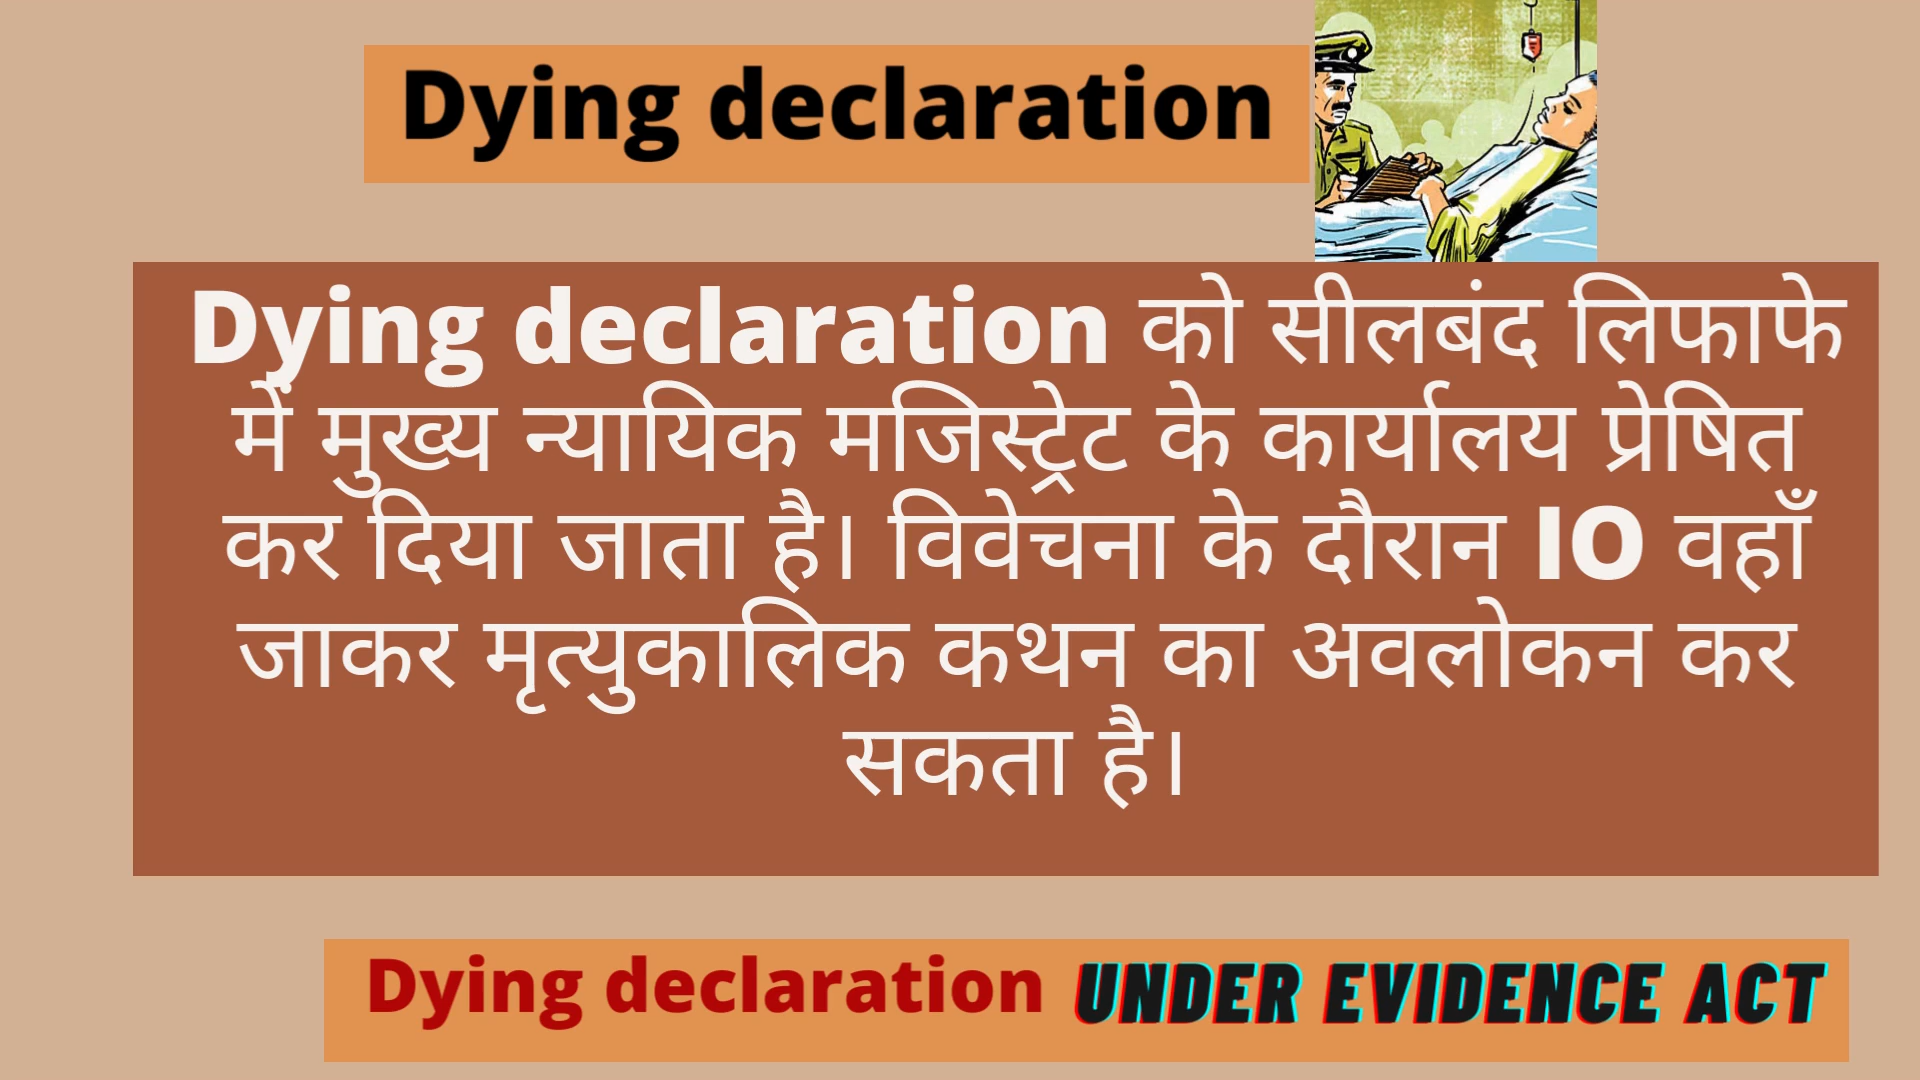 Dying declaration
Dying declaration को सीलबंद लिफाफे
में मुख्य न्यायिक मजिस्ट्रेट के कार्यालय प्रेषित
कर दिया जाता है। विवेचना के दौरान IO वहाँ
जाकर मृत्युकालिक कथन का अवलोकन कर
सकता है।
Dying declaration UNDER EVIDENCE ACT